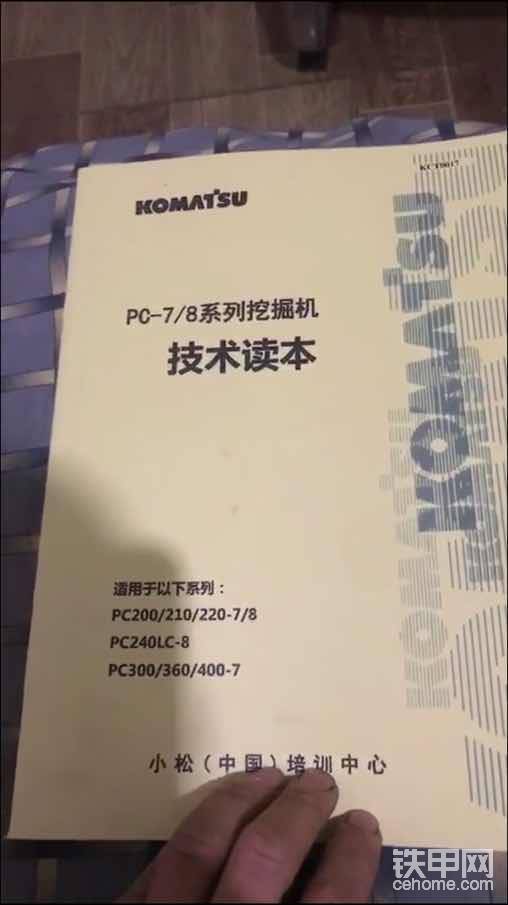 KCT0017
KOMATSU
PC-7/8系列挖掘机
技术读本
KOMATSU
KOMATSU
适用于以下系列：
PC200/210/220-7/8
PC240LC-8
PC300/360/400-7
小松（中国）培训中心
铁甲网
cehome.com